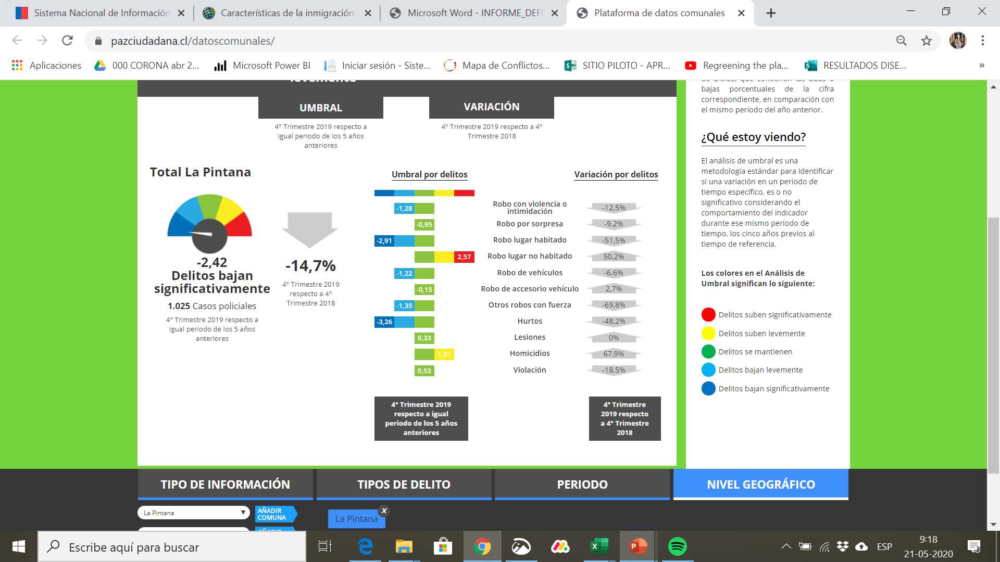 Sistema Nacional de Información
Características de la inmigración
Microsoft Word - INFORME_DEFU
Plataforma de datos comunales
pazciudadana.cl/datoscomunales/
Aplicaciones
000 CORONA abr 2...
Microsoft Power BI
Iniciar sesión - Siste...
Mapa de Conflictos...
SITIO PILOTO - APR...
Regreening the pla...
RESULTADOS DISE...
»
levemente
UMBRAL
4° Trimestre 2019 respecto a
igual periodo de los 5 años
anteriores
VARIACIÓN
4° Trimestre 2019 respecto a 4°
Trimestre 2018
Total La Pintana
-2,42
Delitos bajan
significativamente
1.025 Casos policiales
4° Trimestre 2019 respecto a
igual periodo de los 5 años
anteriores
-14,7%
4° Trimestre 2019
respecto a 4°
Trimestre 2018
Umbral por delitos
Variación por delitos
-1,28
Robo con violencia o
intimidación
-12,5%
-0,95
Robo por sorpresa
-9,2%
-2,91
Robo lugar habitado
-51,5%
2,57
Robo lugar no habitado
50,2%
-1,22
Robo de vehículos
-6,6%
-0,15
Robo de accesorio vehículo
2,7%
-1,35
Otros robos con fuerza
-69,8%
-3,26
Hurtos
-48,2%
0,33
Lesiones
0%
1,31
Homicidios
67,9%
0,53
Violación
-18,5%
4° Trimestre 2019
respecto a igual
periodo de los 5 años
anteriores
4° Trimestre
2019 respecto
a 4° Trimestre
2018
de DMCS, que contienen las alzas o
bajas porcentuales de la cifra
correspondiente, en comparación con
el mismo período del año anterior.
¿Qué estoy viendo?
El análisis de umbral es una
metodología estándar para identificar
si una variación en un período de
tiempo específico, es o no
significativo considerando el
comportamiento del indicador
durante ese mismo período de
tiempo, los cinco años previos al
tiempo de referencia.
Los colores en el Análisis de
Umbral significan lo siguiente:
Delitos suben significativamente
Delitos suben levemente
Delitos se mantienen
Delitos bajan levemente
Delitos bajan significativamente
TIPO DE INFORMACIÓN
TIPOS DE DELITO
PERIODO
NIVEL GEOGRÁFICO
La Pintana
AÑADIR
COMUNA
La Pintana
x
AÑADIR
Escribe aquí para buscar
ESP
9:18
21-05-2020